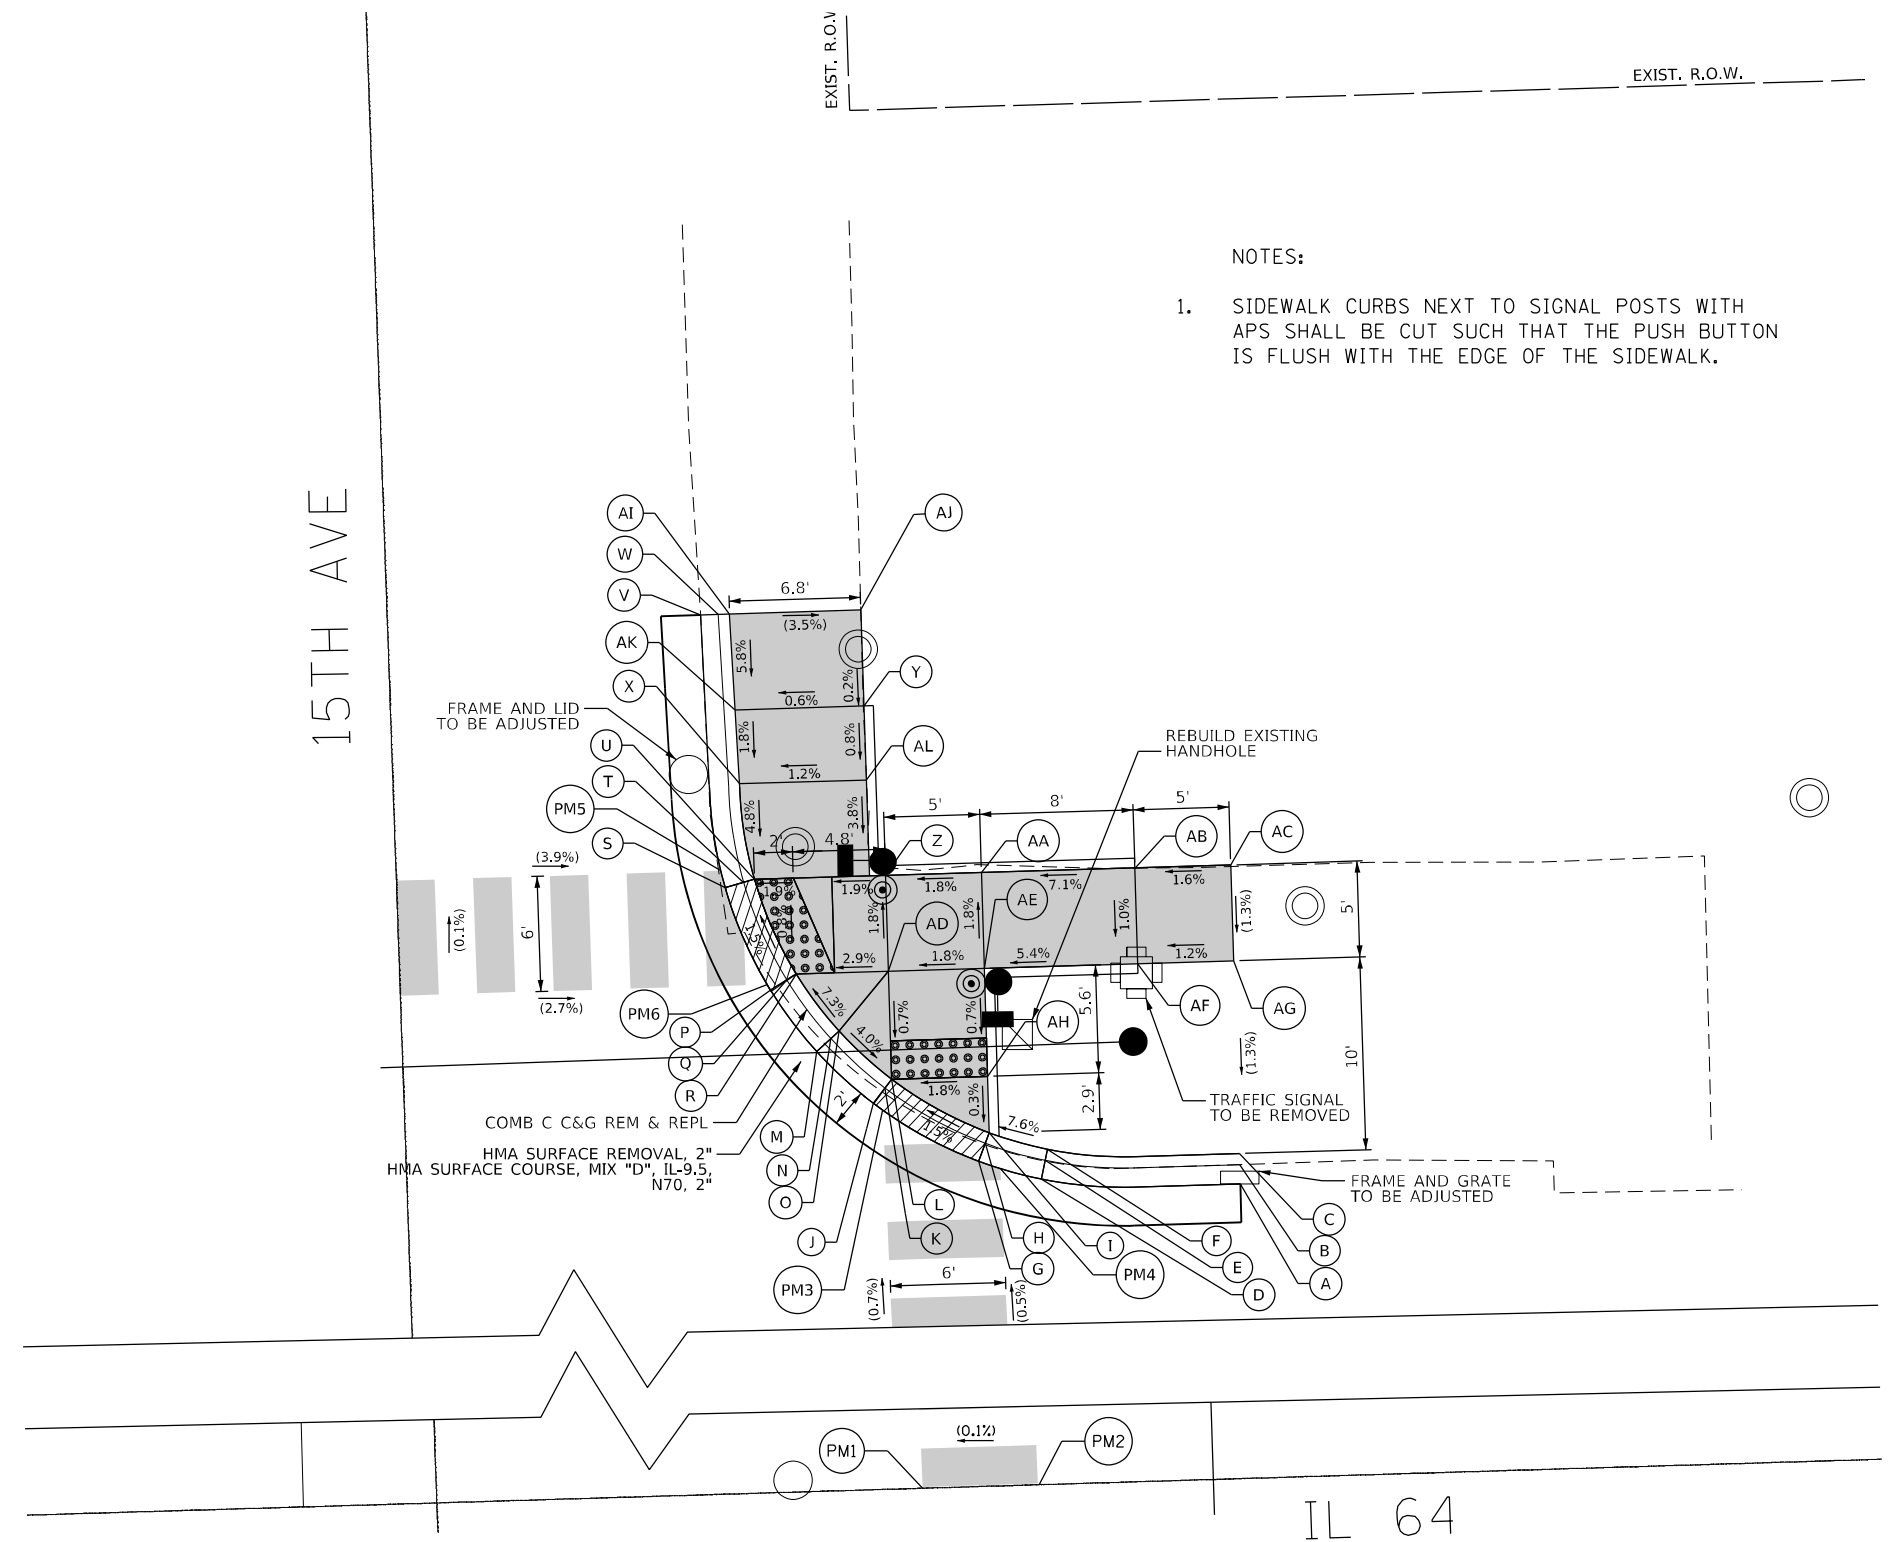 EXIST. R.O.W
EXIST. R.O.W.
NOTES:
1. SIDEWALK CURBS NEXT TO SIGNAL POSTS WITH
APS SHALL BE CUT SUCH THAT THE PUSH BUTTON
IS FLUSH WITH THE EDGE OF THE SIDEWALK.
15TH AVE
AI
AJ
W
V
6.8'
(3.5%)
AK
5.8%
0.2%
Y
0.6%
X
FRAME AND LID
TO BE ADJUSTED
1.8%
0.8%
AL
1.2%
U
T
PM5
S
REBUILD EXISTING
HANDHOLE
4.8%
3.8%
2'
4.8'
5'
8'
5'
Z
AA
AB
AC
(3.9%)
1.9%
1.9%
1.8%
7.1%
1.6%
(0.1%)
6'
(2.7%)
1.5%
0.8%
1.8%
AD
1.8%
AE
1.0%
(1.3%)
5'
2.9%
1.8%
5.4%
1.2%
PM6
P
Q
R
7.3%
4.0%
0.7%
0.7%
AH
5.6'
AF
AG
(1.3%)
10'
COMB C C&G REM & REPL
HMA SURFACE REMOVAL, 2"
HMA SURFACE COURSE, MIX "D", IL-9.5,
N70, 2"
2'
1.8%
0.3%
2.9'
1.5%
7.6%
TRAFFIC SIGNAL
TO BE REMOVED
FRAME AND GRATE
TO BE ADJUSTED
M
N
O
J
PM3
L
K
H
G
I
PM4
F
E
D
C
B
A
6'
(0.7%)
(0.5%)
(0.1%)
PM1
PM2
IL 64